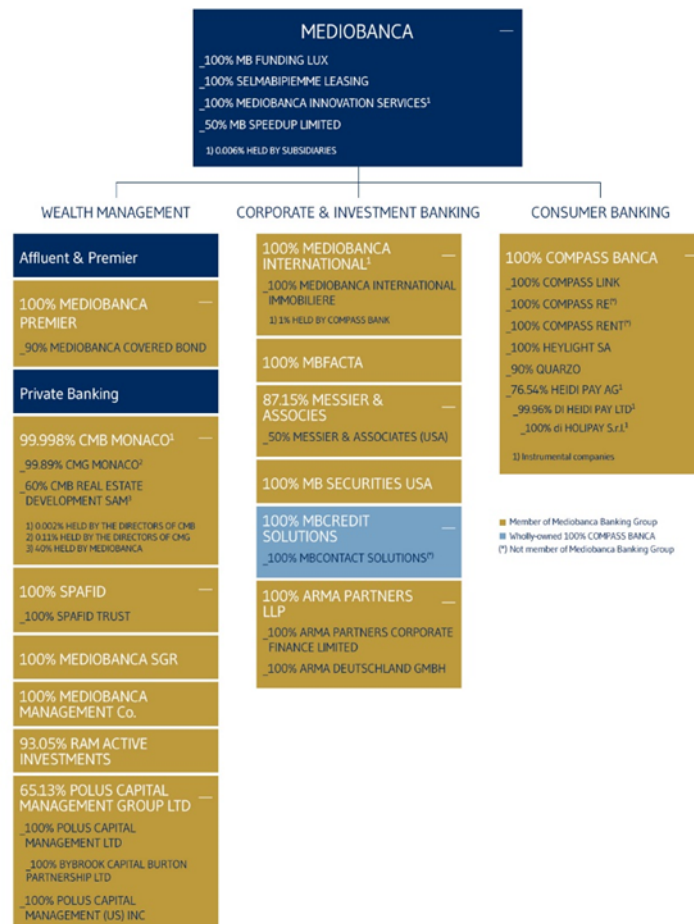 MEDIOBANCA
_100% MB FUNDING LUX
_100% SELMABIPIEMME LEASING
_100% MEDIOBANCA INNOVATION SERVICES¹
_50% MB SPEEDUP LIMITED
1) 0.006% HELD BY SUBSIDIARIES
WEALTH MANAGEMENT
Affluent & Premier
100% MEDIOBANCA
PREMIER
_90% MEDIOBANCA COVERED BOND
Private Banking
99.998% CMB MONACO¹
_99.89% CMG MONACO²
_60% CMB REAL ESTATE
DEVELOPMENT SAM³
1) 0.002% HELD BY THE DIRECTORS OF CMB
2) 0.11% HELD BY THE DIRECTORS OF CMG
3) 40% HELD BY MEDIOBANCA
100% SPAFID
_100% SPAFID TRUST
100% MEDIOBANCA SGR
100% MEDIOBANCA
MANAGEMENT Co.
93.05% RAM ACTIVE
INVESTMENTS
65.13% POLUS CAPITAL
MANAGEMENT GROUP LTD
_100% POLUS CAPITAL
MANAGEMENT LTD
_100% BYBROOK CAPITAL BURTON
PARTNERSHIP LTD
_100% POLUS CAPITAL
MANAGEMENT (US) INC
CORPORATE & INVESTMENT BANKING
100% MEDIOBANCA
INTERNATIONAL¹
_100% MEDIOBANCA INTERNATIONAL
IMMOBILIERE
1) 1% HELD BY COMPASS BANK
100% MBFACTA
87.15% MESSIER &
ASSOCIES
_50% MESSIER & ASSOCIATES (USA)
100% MB SECURITIES USA
100% MBCREDIT
SOLUTIONS
_100% MBCONTACT SOLUTIONS(*)
100% ARMA PARTNERS
LLP
_100% ARMA PARTNERS CORPORATE
FINANCE LIMITED
_100% ARMA DEUTSCHLAND GMBH
CONSUMER BANKING
100% COMPASS BANCA
_100% COMPASS LINK
_100% COMPASS RE(*)
_100% COMPASS RENT(*)
_100% HEYLIGHT SA
_90% QUARZO
_76.54% HEIDI PAY AG¹
_99.96% DI HEIDI PAY LTD¹
_100% di HOLIPAY S.r.l.¹
1) Instrumental companies
Member of Mediobanca Banking Group
Wholly-owned 100% COMPASS BANCA
(*) Not member of Mediobanca Banking Group